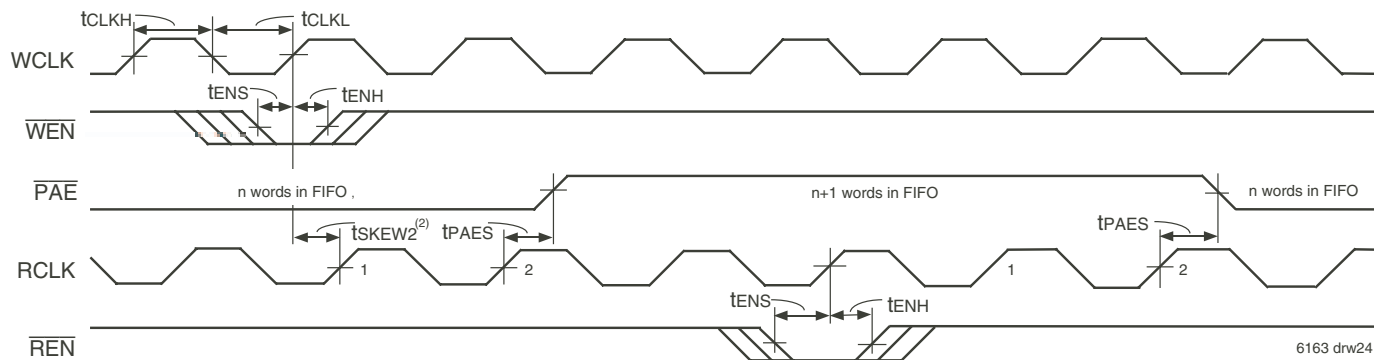 tCLKH tCLKL
WCLK
tENS tENH
WEN
PAE n words in FIFO , n+1 words in FIFO n words in FIFO
tSKEW2(2) tPAES tPAES
RCLK 1 2 1 2
tENS tENH
REN 6163 drw24